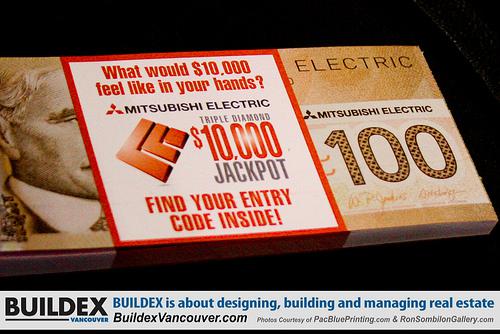 What would $10,000
feel like in your hands?
MITSUBISHI ELECTRIC
TRIPLE DIAMOND
$10,000
JACKPOT
FIND YOUR ENTRY
CODE INSIDE!
ELECTRIC
MITSUBISHI ELECTRIC
100
BUILDEX
VANCOUVER
BUILDEX is about designing, building and managing real estate
BuildexVancouver.com
Photos Courtesy of PacBluePrinting.com & RonSombilonGallery.com